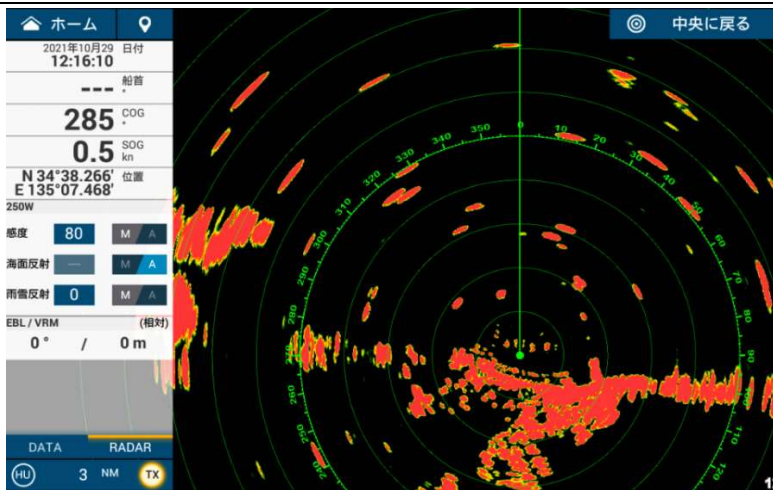 ホーム
中央に戻る
2021年10月29 日付
12:16:10
--- 船首 °
285 COG °
0.5 SOG kn
N 34°38.266' 位置
E 135°07.468'
250W
感度 80 M / A
海面反射 --- M / A
雨雪反射 0 M / A
EBL / VRM (相対)
0° / 0 m
DATA RADAR
HU 3 NM TX
350 0 10
340 20
330 30
320 40
310 50
300 60
290 70
280 80
270 90
260 100
250 110
240 120
1